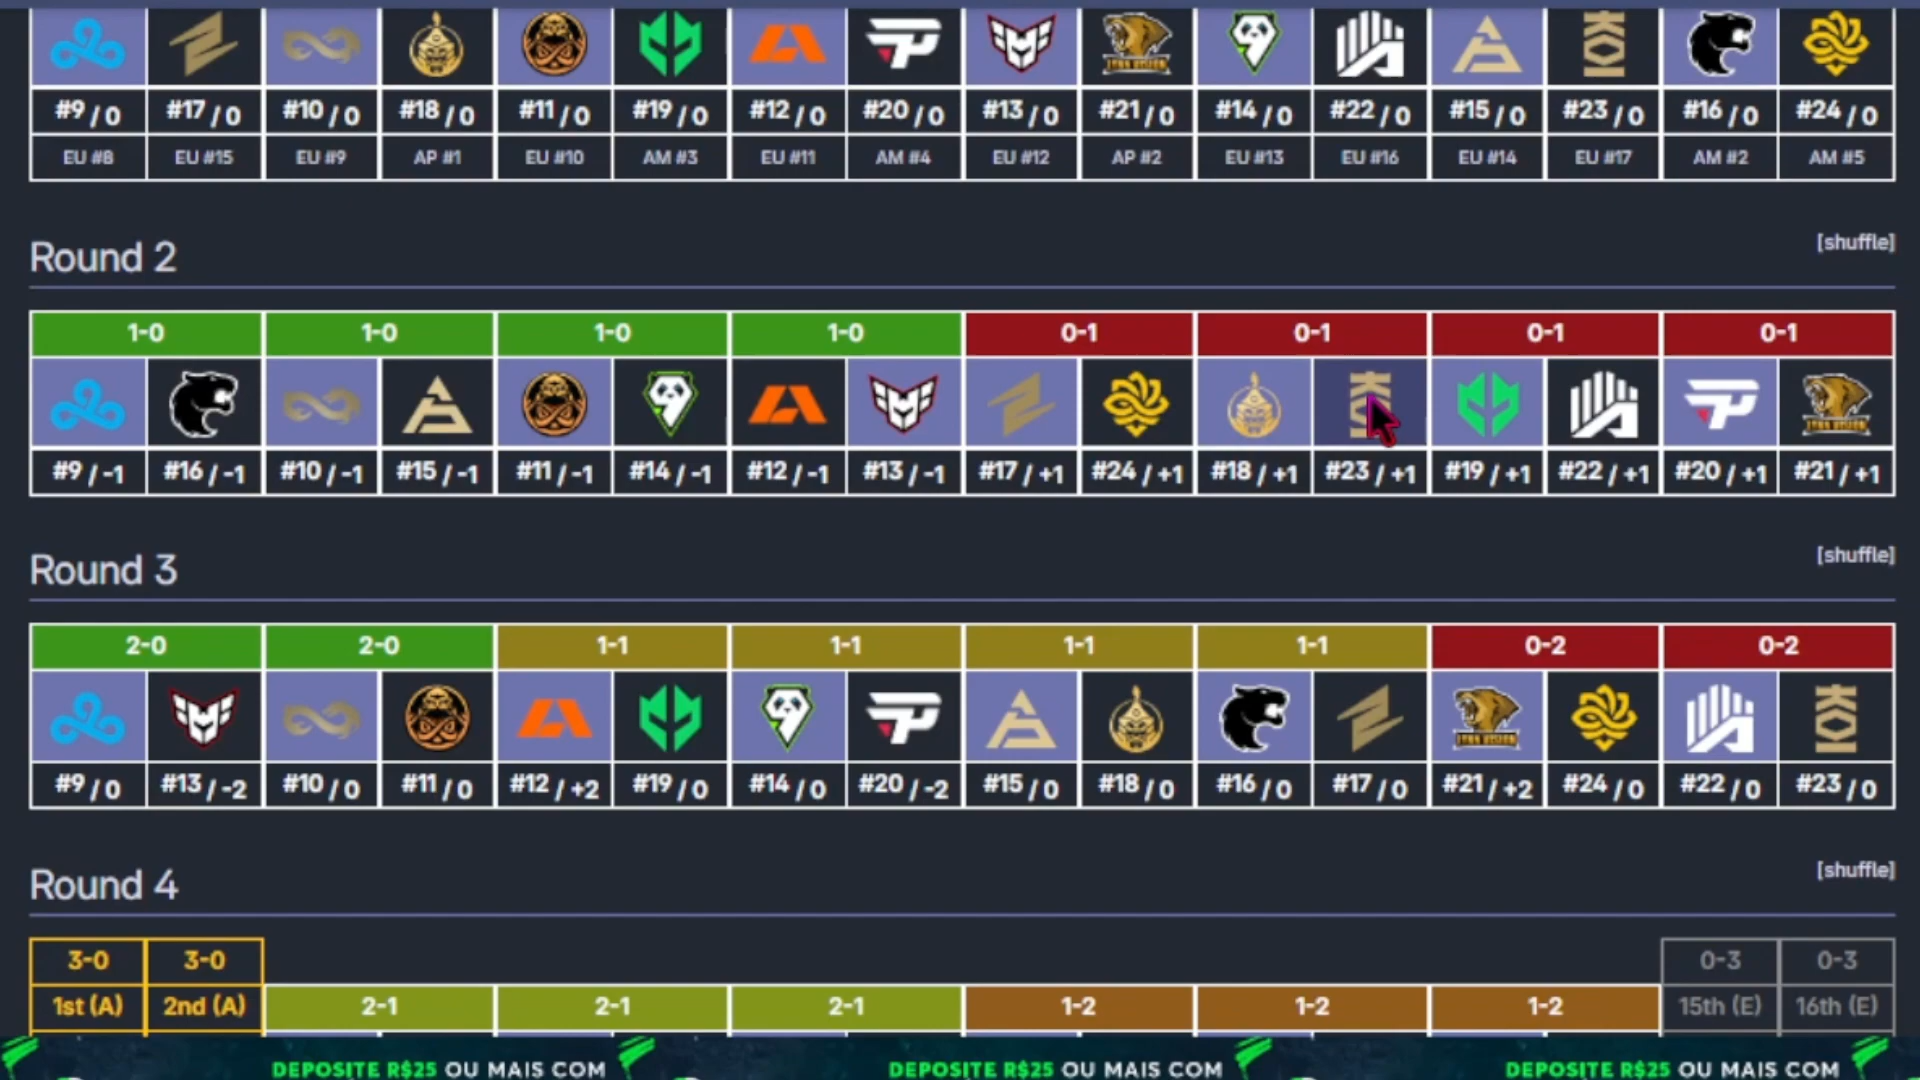 #9 / 0 #17 / 0 #10 / 0 #18 / 0 #11 / 0 #19 / 0 #12 / 0 #20 / 0 #13 / 0 #21 / 0 #14 / 0 #22 / 0 #15 / 0 #23 / 0 #16 / 0 #24 / 0
EU #8 EU #15 EU #9 AP #1 EU #10 AM #3 EU #11 AM #4 EU #12 AP #2 EU #13 EU #16 EU #14 EU #17 AM #2 AM #5
Round 2 [shuffle]
1-0 1-0 1-0 1-0 0-1 0-1 0-1 0-1
#9 / -1 #16 / -1 #10 / -1 #15 / -1 #11 / -1 #14 / -1 #12 / -1 #13 / -1 #17 / +1 #24 / +1 #18 / +1 #23 / +1 #19 / +1 #22 / +1 #20 / +1 #21 / +1
Round 3 [shuffle]
2-0 2-0 1-1 1-1 1-1 1-1 0-2 0-2
#9 / 0 #13 / -2 #10 / 0 #11 / 0 #12 / +2 #19 / 0 #14 / 0 #20 / -2 #15 / 0 #18 / 0 #16 / 0 #17 / 0 #21 / +2 #24 / 0 #22 / 0 #23 / 0
Round 4 [shuffle]
3-0 3-0 0-3 0-3
1st (A) 2nd (A) 2-1 2-1 2-1 1-2 1-2 1-2 15th (E) 16th (E)
DEPOSITE R$25 OU MAIS COM DEPOSITE R$25 OU MAIS COM DEPOSITE R$25 OU MAIS COM